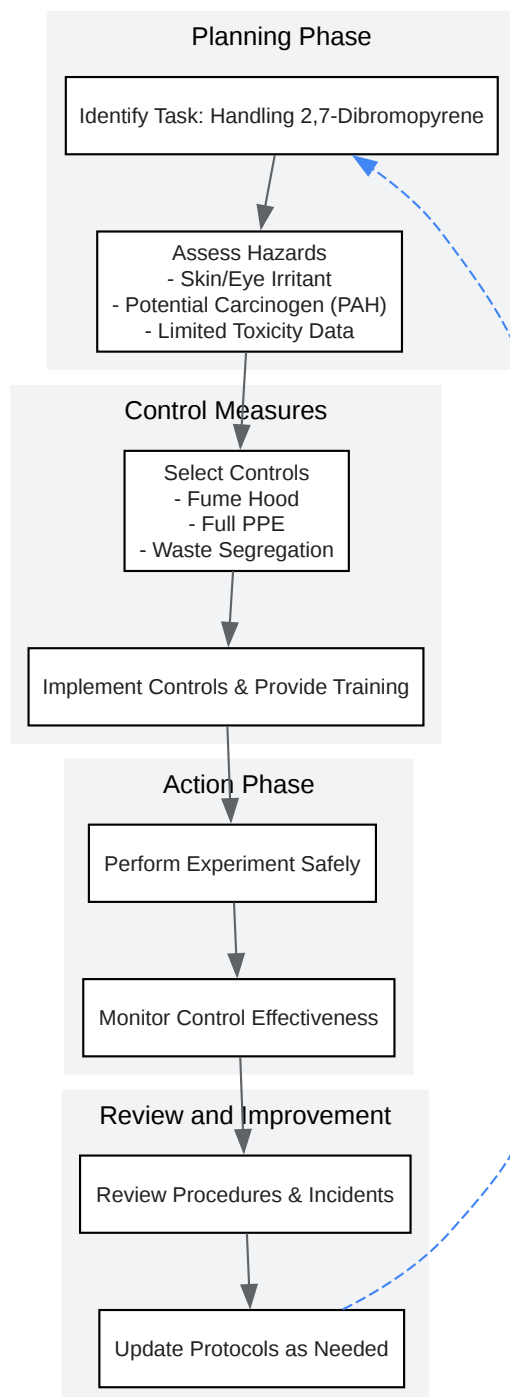 Planning Phase
Identify Task: Handling 2,7-Dibromopyrene
Assess Hazards
- Skin/Eye Irritant
- Potential Carcinogen (PAH)
- Limited Toxicity Data
Control Measures
Select Controls
- Fume Hood
- Full PPE
- Waste Segregation
Implement Controls & Provide Training
Action Phase
Perform Experiment Safely
Monitor Control Effectiveness
Review and Improvement
Review Procedures & Incidents
Update Protocols as Needed